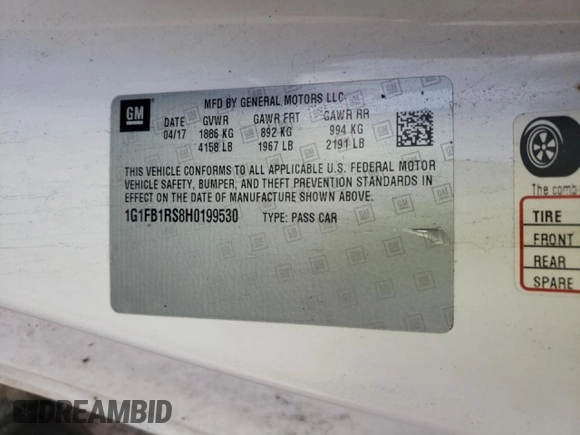 GM
MFD BY GENERAL MOTORS LLC
DATE GVWR GAWR FRT GAWR RR
04/17 1886 KG 892 KG 994 KG
4158 LB 1967 LB 2191 LB
THIS VEHICLE CONFORMS TO ALL APPLICABLE U.S. FEDERAL MOTOR
VEHICLE SAFETY, BUMPER, AND THEFT PREVENTION STANDARDS IN
EFFECT ON THE DATE OF MANUFACTURE SHOWN ABOVE.
1G1FB1RS8H0199530 TYPE: PASS CAR
The comb
TIRE
FRONT
REAR
SPARE
DREAMBID